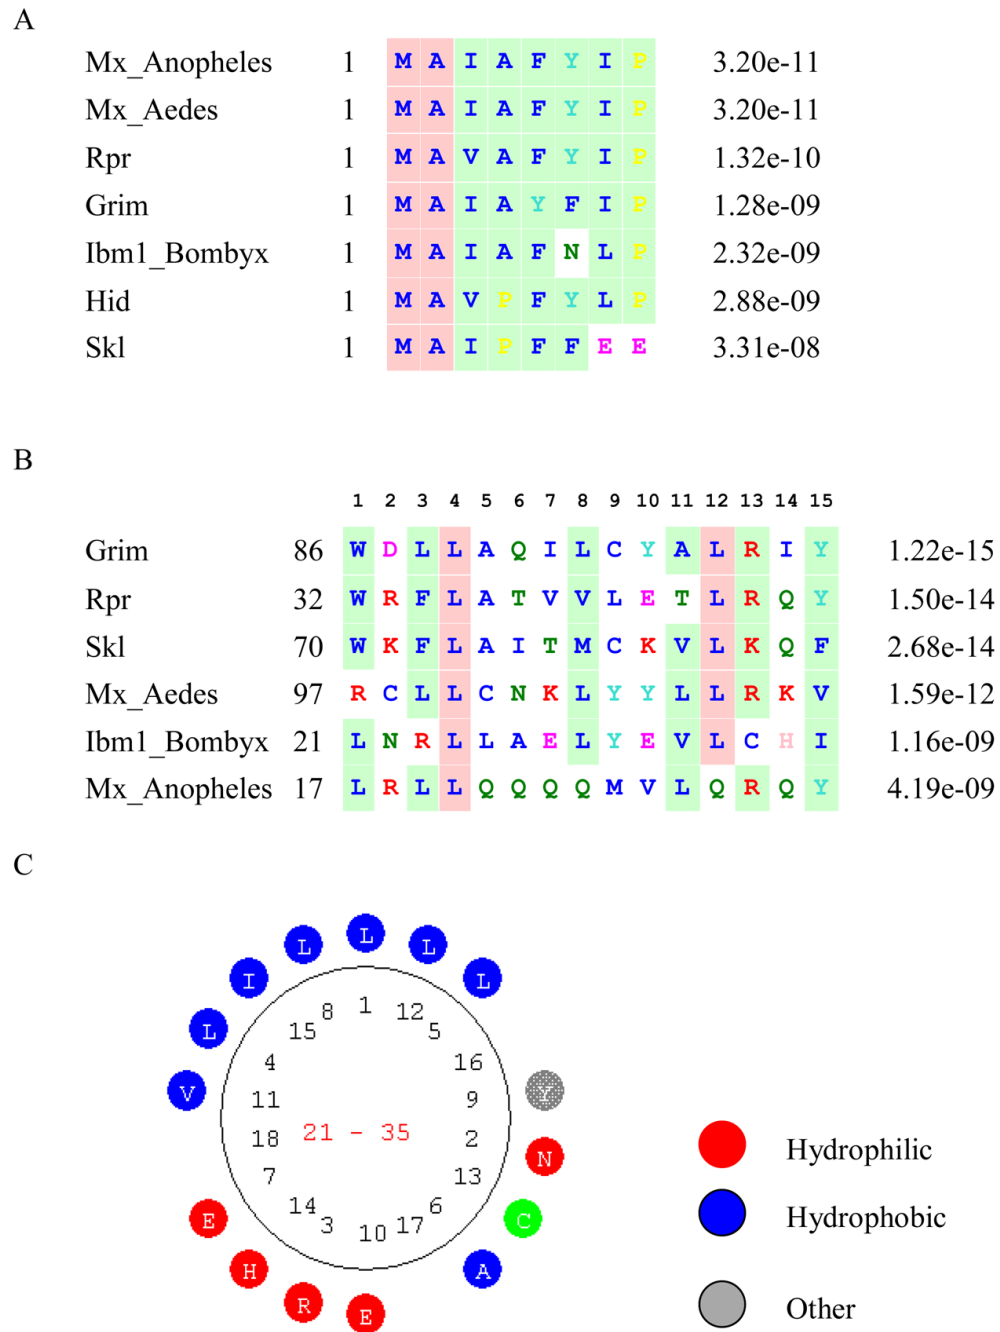 A
Mx_Anopheles 1 M A I A F Y I P 3.20e-11
Mx_Aedes 1 M A I A F Y I P 3.20e-11
Rpr 1 M A V A F Y I P 1.32e-10
Grim 1 M A I A Y F I P 1.28e-09
Ibm1_Bombyx 1 M A I A F N L P 2.32e-09
Hid 1 M A V P F Y L P 2.88e-09
Skl 1 M A I P F F E E 3.31e-08
B
1 2 3 4 5 6 7 8 9 10 11 12 13 14 15
Grim 86 W D L L A Q I L C Y A L R I Y 1.22e-15
Rpr 32 W R F L A T V V L E T L R Q Y 1.50e-14
Skl 70 W K F L A I T M C K V L K Q F 2.68e-14
Mx_Aedes 97 R C L L C N K L Y Y L L R K V 1.59e-12
Ibm1_Bombyx 21 L N R L L A E L Y E V L C H I 1.16e-09
Mx_Anopheles 17 L R L L Q Q Q Q M V L Q R Q Y 4.19e-09
C
L
L L
I L
L
V Y
N
E C
H A
R E
1
8 12
15 5
4 16
11 9
18 21 - 35 2
7 13
14 6
3 10 17
Hydrophilic
Hydrophobic
Other